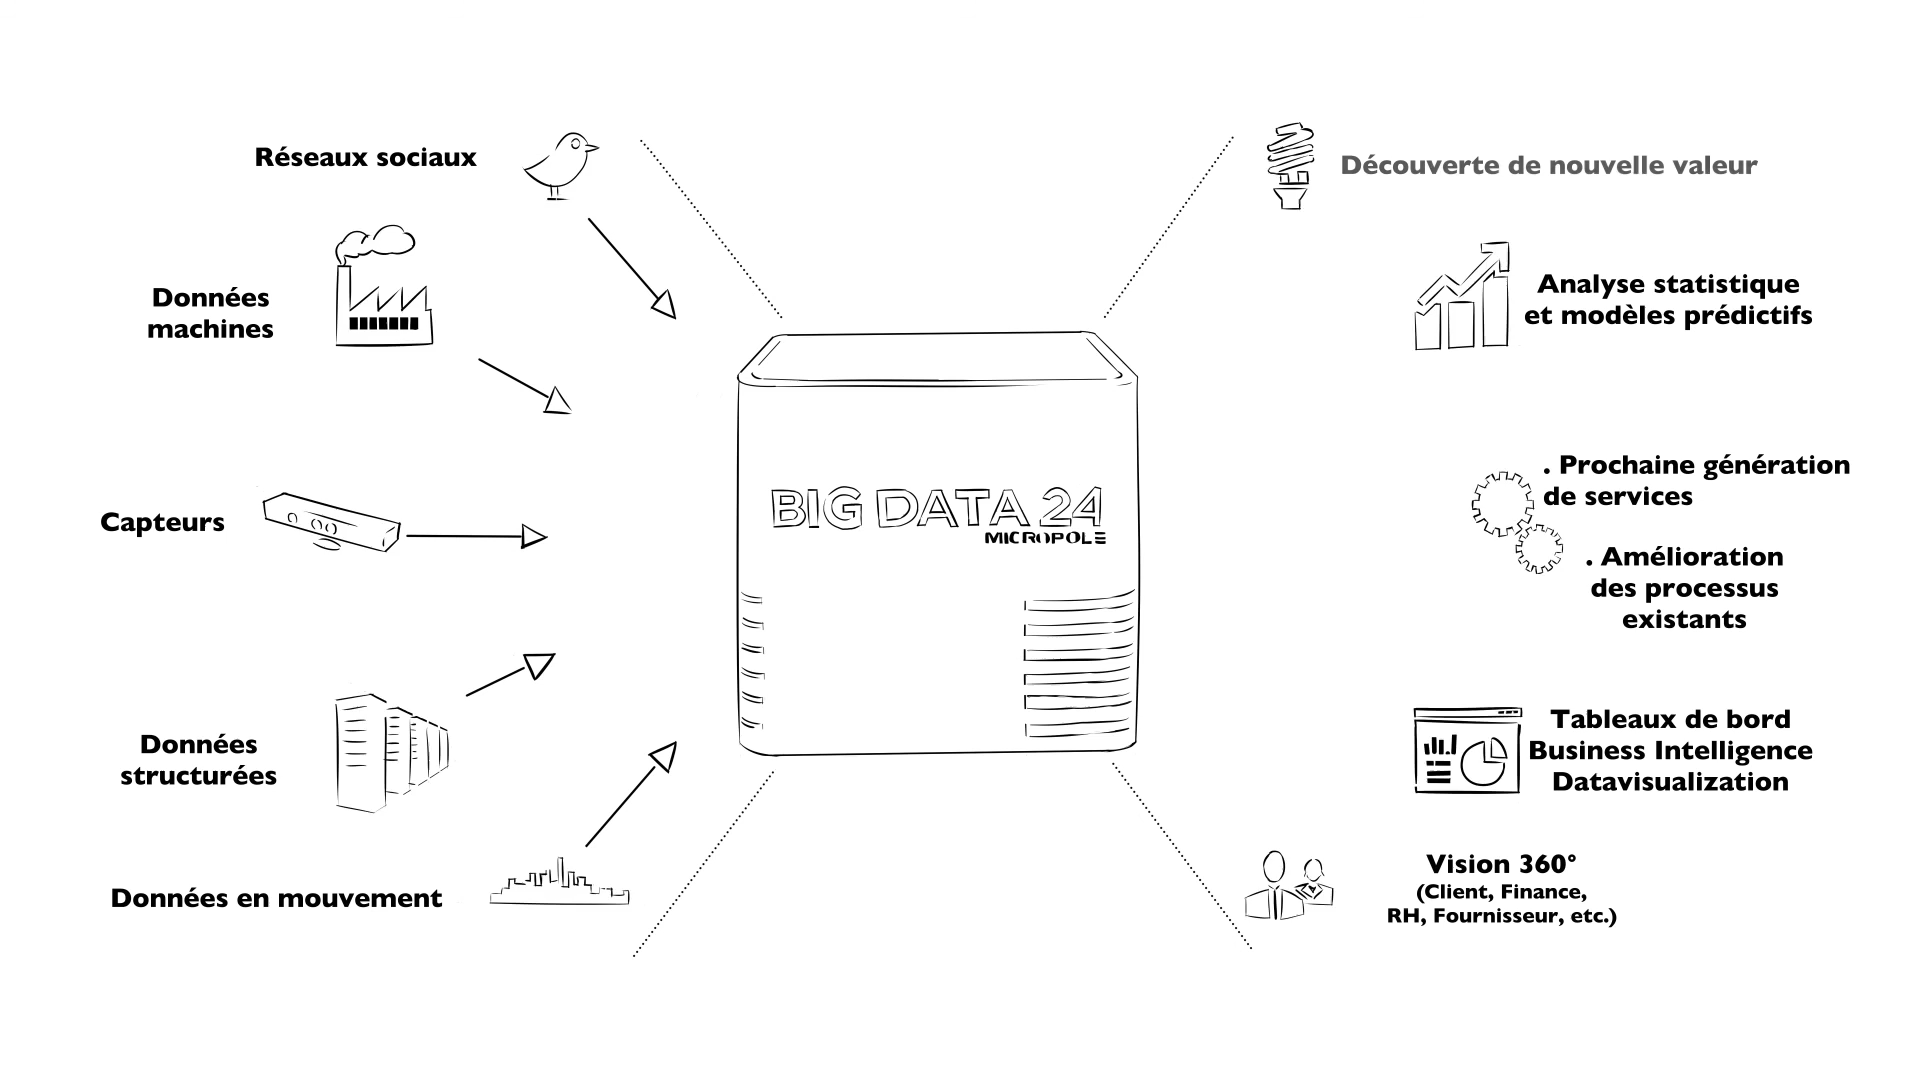 Réseaux sociaux
Données
machines
Capteurs
Données
structurées
Données en mouvement
BIG DATA 24
MICROPOLE
Découverte de nouvelle valeur
Analyse statistique
et modèles prédictifs
. Prochaine génération
de services
. Amélioration
des processus
existants
Tableaux de bord
Business Intelligence
Datavisualization
Vision 360°
(Client, Finance,
RH, Fournisseur, etc.)